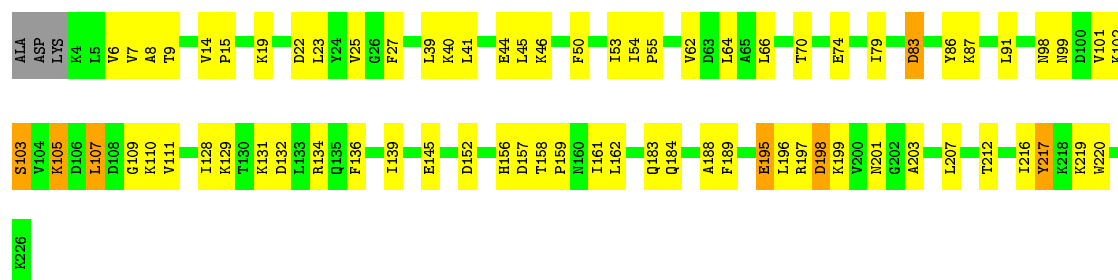 ALA ASP LYS K4 L5 V6 V7 A8 T9 V14 P15 K19 D22 L23 Y24 V25 G26 F27 L39 K40 L41 E44 L45 K46 F50 I53 I54 P55 V62 D63 L64 A65 L66 T70 E74 I79 D83 Y86 K87 L91 N98 N99 D100 V101 K102
S103 V104 K105 D106 L107 D108 G109 K110 V111 I128 K129 T130 K131 D132 L133 R134 Q135 F136 I139 E145 D152 H156 D157 T158 P159 N160 I161 L162 Q183 Q184 A188 F189 E195 L196 R197 D198 K199 V200 N201 G202 A203 L207 T212 I216 Y217 K218 K219 W220
K226